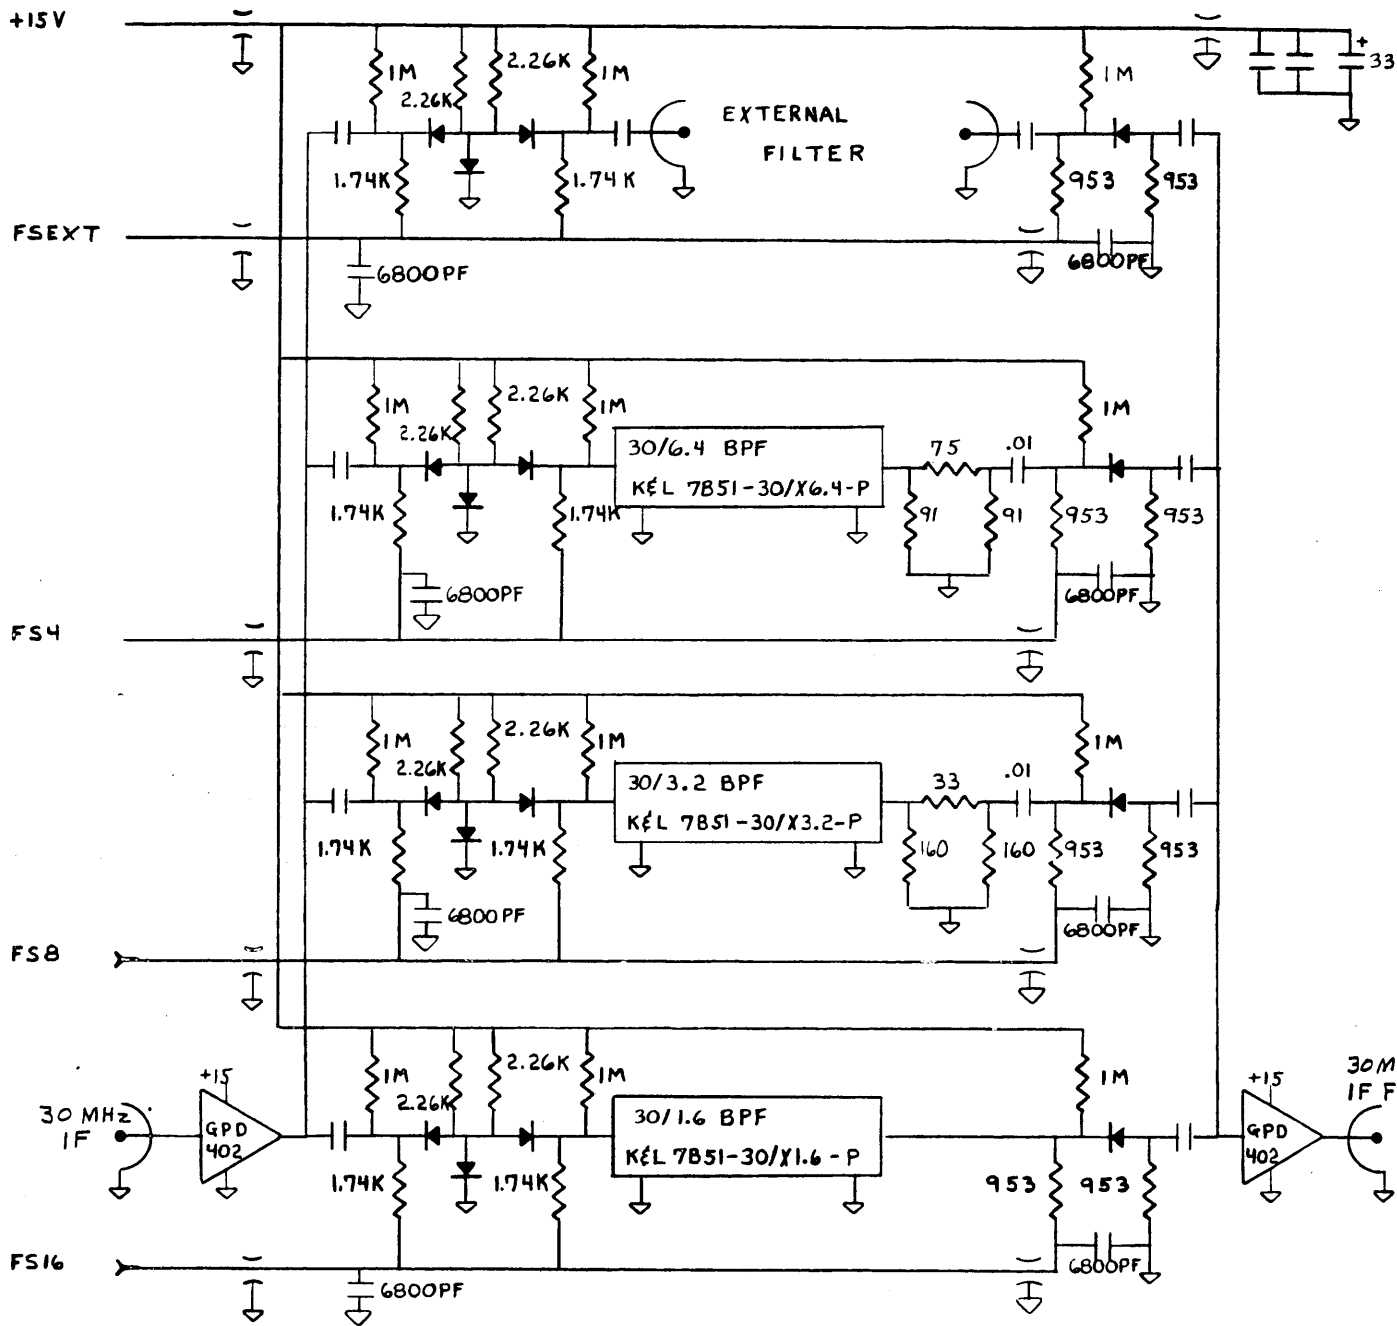 +15V
2.26K
1M
1M
1M
+
33
2.26K
EXTERNAL
FILTER
1.74K
1.74K
953
953
FSEXT
6800PF
6800PF
2.26K
1M
1M
1M
2.26K
30/6.4 BPF
75
.01
K&L 7B51-30/X6.4-P
1.74K
1.74K
91
91
953
953
6800PF
6800PF
FS4
2.26K
1M
1M
1M
2.26K
30/3.2 BPF
33
.01
K&L 7B51-30/X3.2-P
1.74K
1.74K
160
160
953
953
6800PF
6800PF
FS8
2.26K
1M
1M
1M
+15
2.26K
+15
30M
30 MHz
IF
30/1.6 BPF
IF F
GPD
402
K&L 7B51-30/X1.6-P
GPD
402
1.74K
1.74K
953
953
FS16
6800PF
6800PF